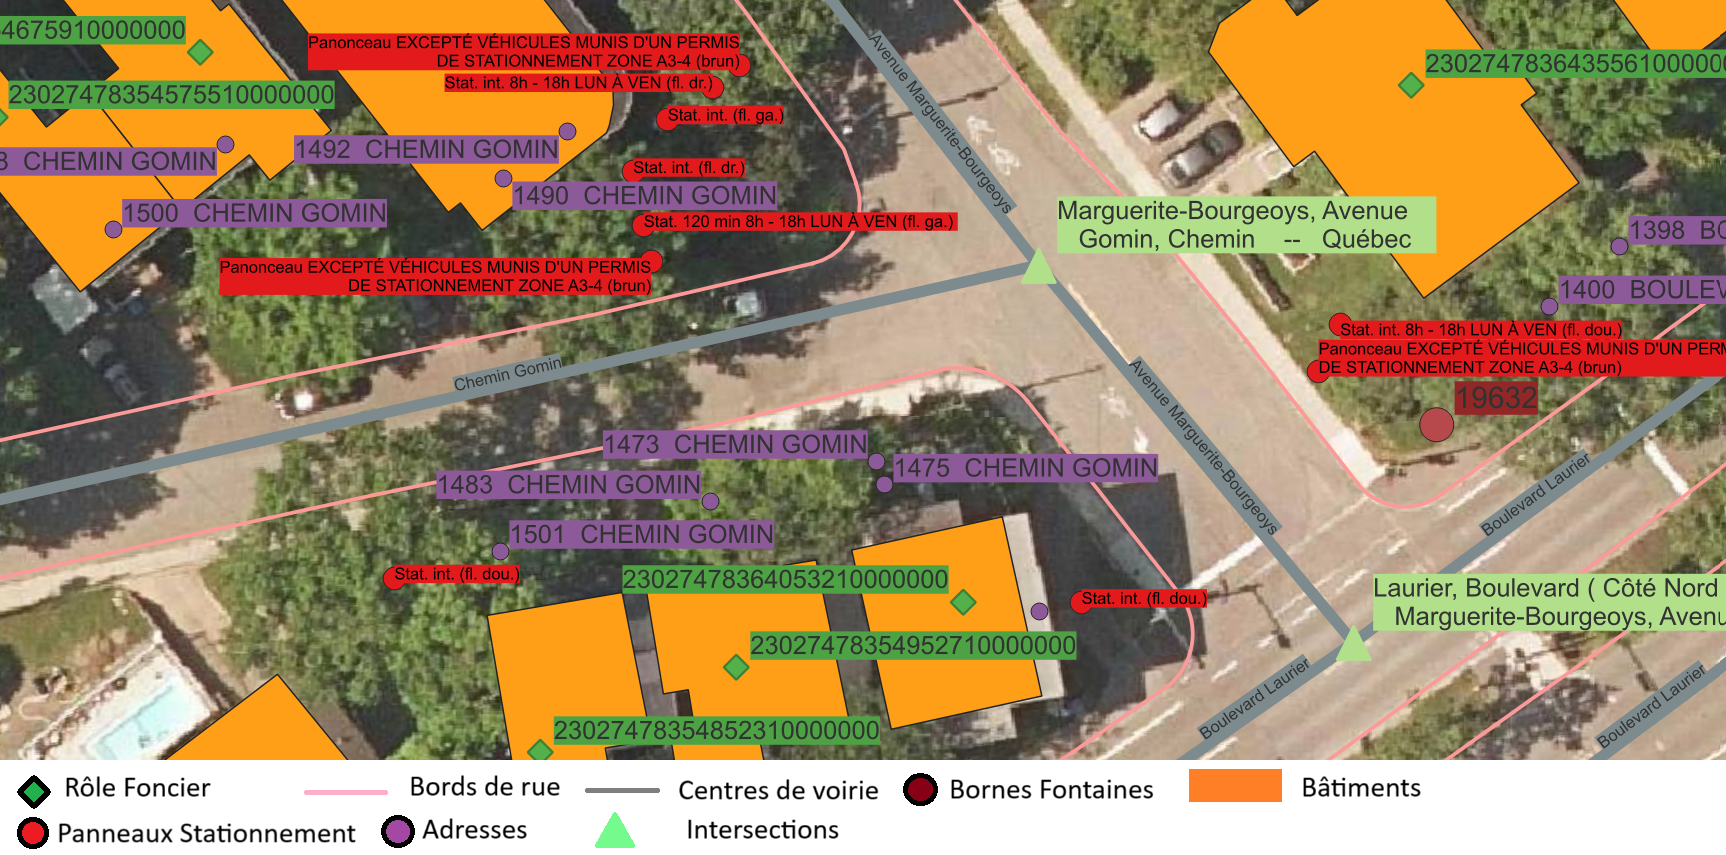 4675910000000
23027478354575510000000
Panonceau EXCEPTÉ VÉHICULES MUNIS D'UN PERMIS
DE STATIONNEMENT ZONE A3-4 (brun)
Stat. int. 8h - 18h LUN À VEN (fl. dr.)
Stat. int. (fl. ga.)
8 CHEMIN GOMIN
1492 CHEMIN GOMIN
Stat. int. (fl. dr.)
1490 CHEMIN GOMIN
1500 CHEMIN GOMIN
Stat. 120 min 8h - 18h LUN À VEN (fl. ga.)
Panonceau EXCEPTÉ VÉHICULES MUNIS D'UN PERMIS
DE STATIONNEMENT ZONE A3-4 (brun)
Avenue Marguerite-Bourgeoys
Marguerite-Bourgeoys, Avenue
Gomin, Chemin -- Québec
1398 BO
1400 BOULEV
Stat. int. 8h - 18h LUN À VEN (fl. dou.)
Panonceau EXCEPTÉ VÉHICULES MUNIS D'UN PERM
DE STATIONNEMENT ZONE A3-4 (brun)
19632
Chemin Gomin
Avenue Marguerite-Bourgeoys
1473 CHEMIN GOMIN
1475 CHEMIN GOMIN
1483 CHEMIN GOMIN
1501 CHEMIN GOMIN
Boulevard Laurier
Stat. int. (fl. dou.)
23027478364053210000000
Stat. int. (fl. dou.)
Laurier, Boulevard ( Côté Nord
Marguerite-Bourgeoys, Avenu
23027478354952710000000
23027478354852310000000
Boulevard Laurier
Boulevard Laurier
Rôle Foncier
Bords de rue
Centres de voirie
Bornes Fontaines
Bâtiments
Panneaux Stationnement
Adresses
Intersections